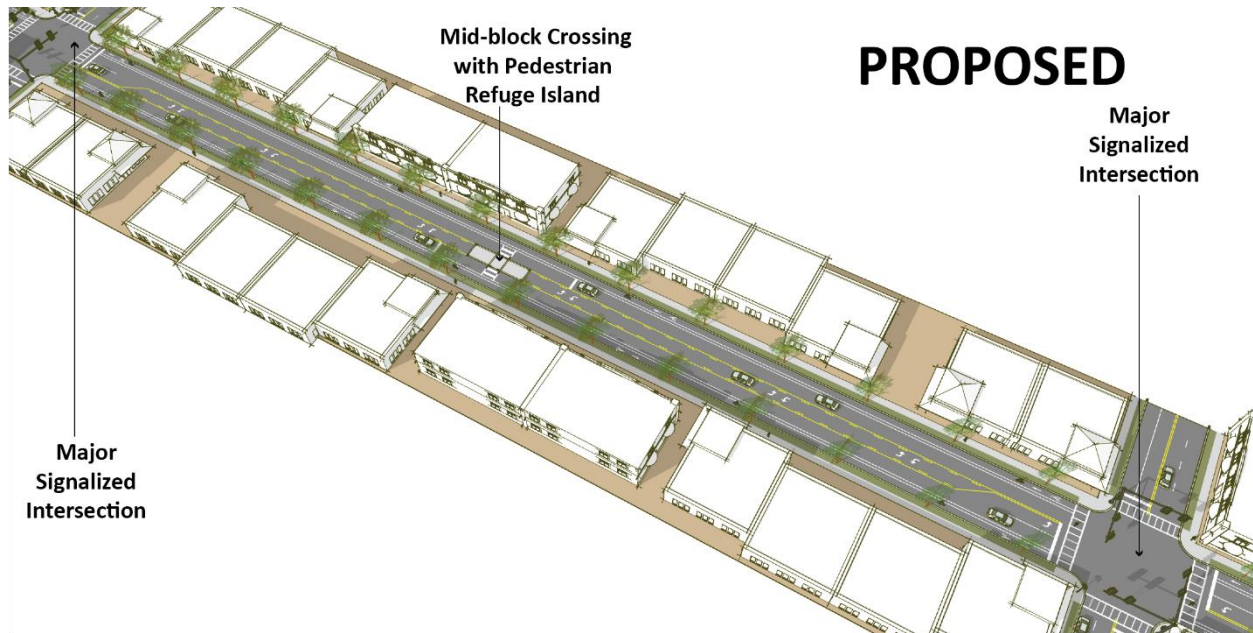 Mid-block Crossing
with Pedestrian
Refuge Island
PROPOSED
Major
Signalized
Intersection
Major
Signalized
Intersection